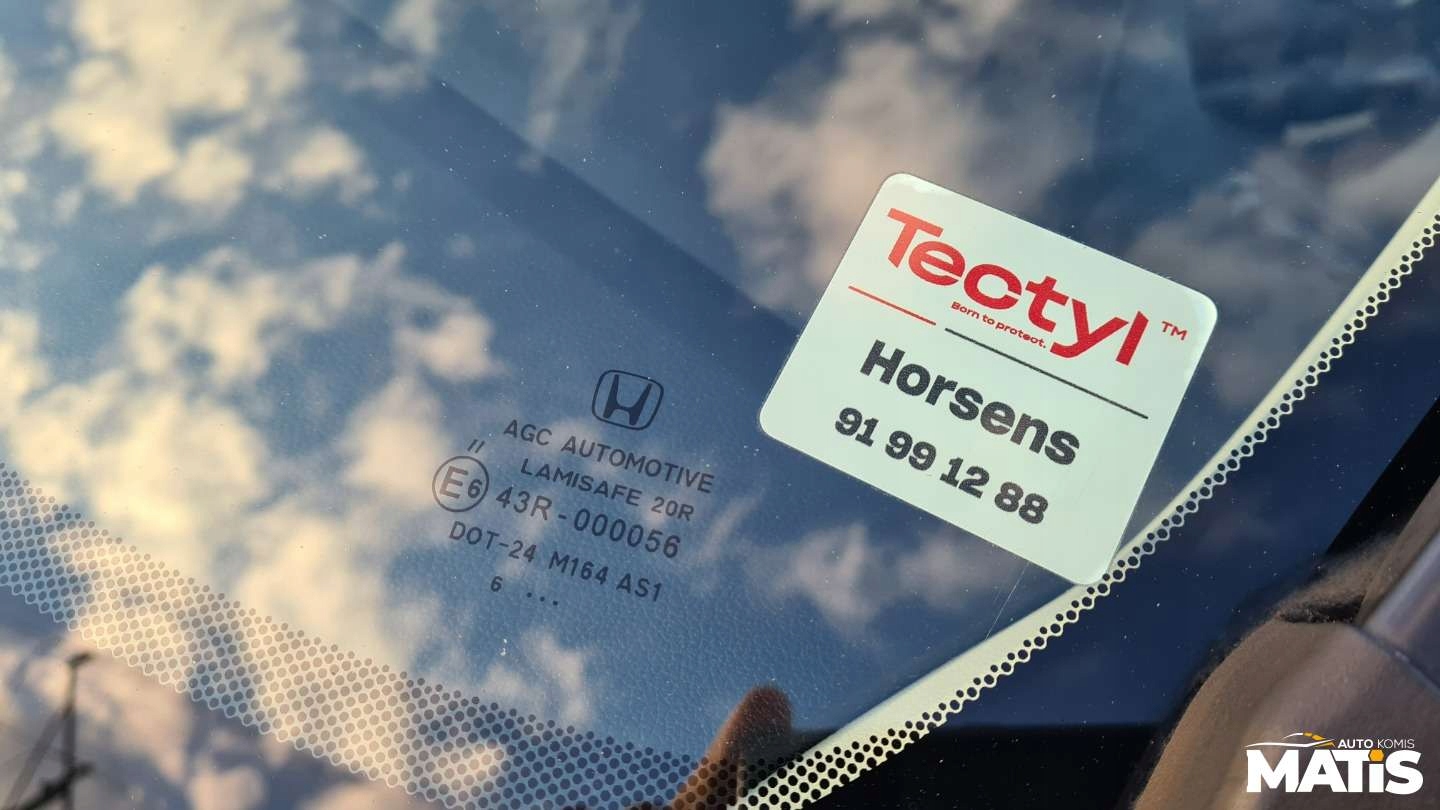 AGC AUTOMOTIVE
LAMISAFE 20R
E6 43R-000056
DOT-24 M164 AS1
6 ...
Tectyl™
Born to protect.
Horsens
91 99 12 88
AUTO KOMIS
MATIS